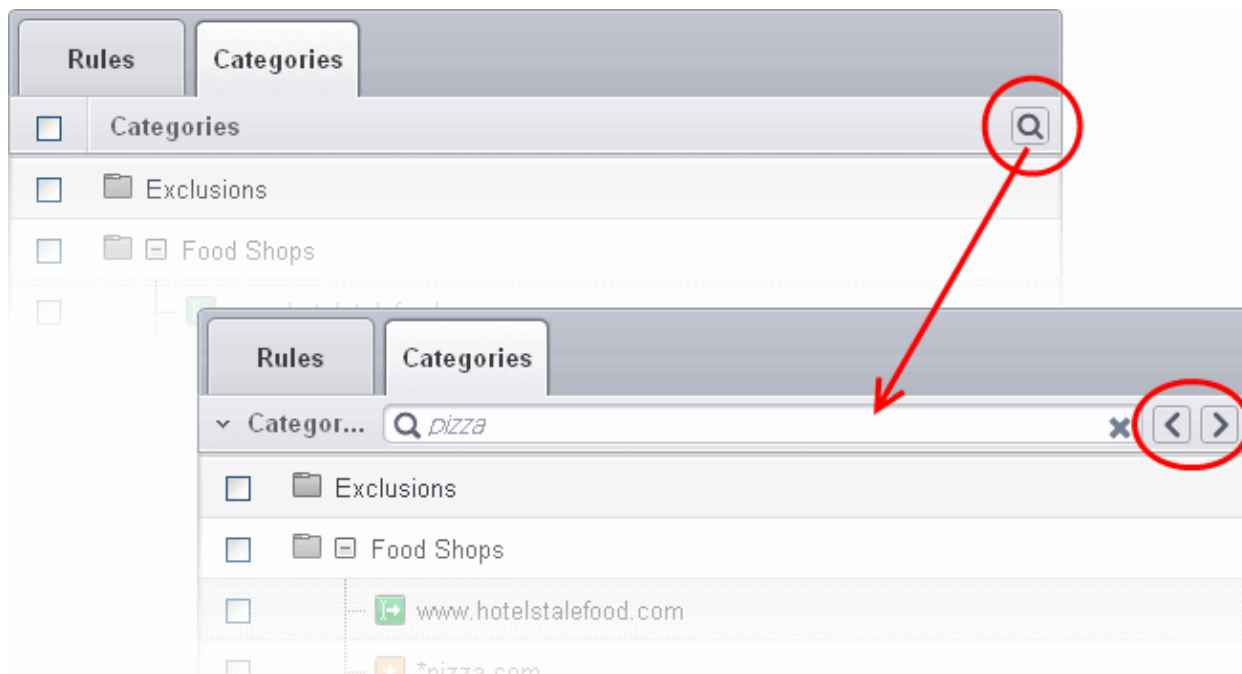 Rules Categories
Categories
Exclusions
Food Shops
Rules Categories
Categor... pizza
Exclusions
Food Shops
www.hotelstalefood.com
*pizza.com